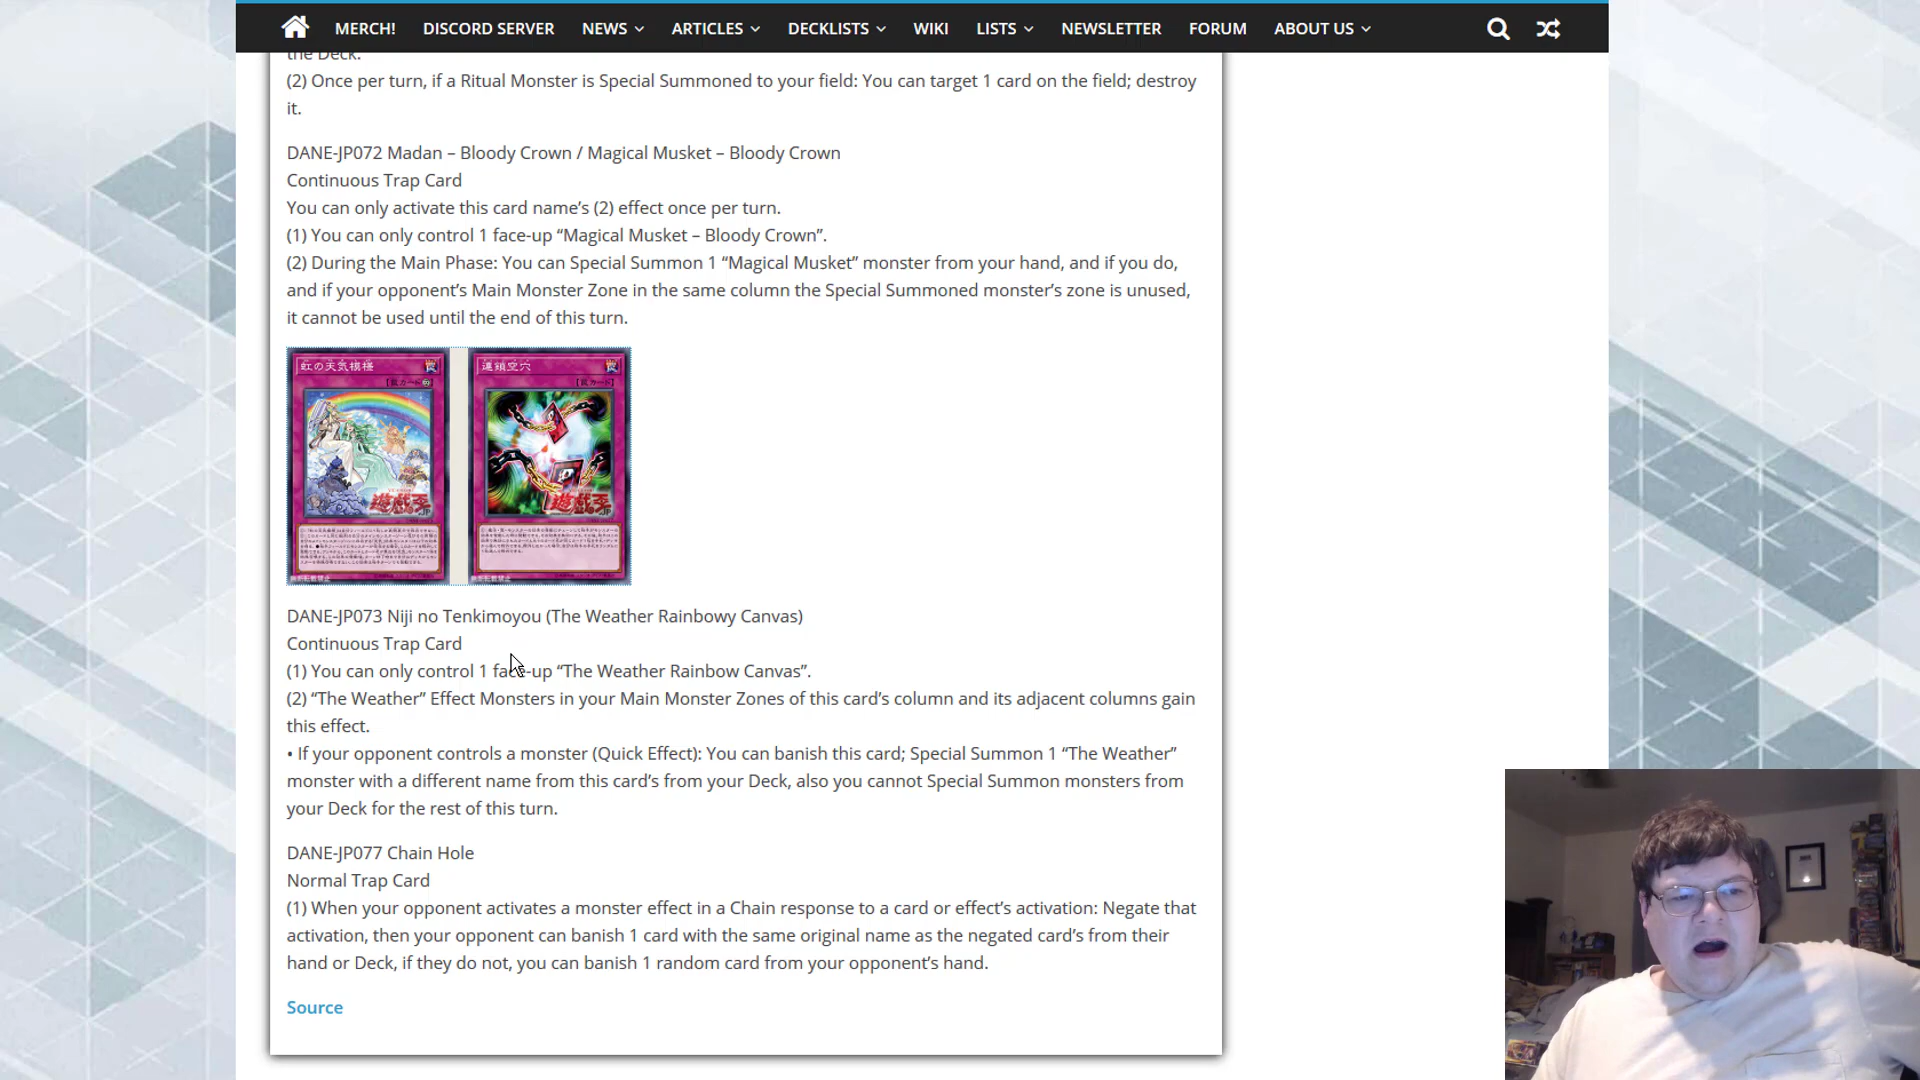 MERCH! DISCORD SERVER NEWS ARTICLES DECKLISTS WIKI LISTS NEWSLETTER FORUM ABOUT US
the Deck.
(2) Once per turn, if a Ritual Monster is Special Summoned to your field: You can target 1 card on the field; destroy
it.
DANE-JP072 Madan – Bloody Crown / Magical Musket – Bloody Crown
Continuous Trap Card
You can only activate this card name’s (2) effect once per turn.
(1) You can only control 1 face-up “Magical Musket – Bloody Crown”.
(2) During the Main Phase: You can Special Summon 1 “Magical Musket” monster from your hand, and if you do,
and if your opponent’s Main Monster Zone in the same column the Special Summoned monster’s zone is unused,
it cannot be used until the end of this turn.
虹の天気模様
連鎖空穴
DANE-JP073 Niji no Tenkimoyou (The Weather Rainbowy Canvas)
Continuous Trap Card
(1) You can only control 1 face-up “The Weather Rainbow Canvas”.
(2) “The Weather” Effect Monsters in your Main Monster Zones of this card’s column and its adjacent columns gain
this effect.
• If your opponent controls a monster (Quick Effect): You can banish this card; Special Summon 1 “The Weather”
monster with a different name from this card’s from your Deck, also you cannot Special Summon monsters from
your Deck for the rest of this turn.
DANE-JP077 Chain Hole
Normal Trap Card
(1) When your opponent activates a monster effect in a Chain response to a card or effect’s activation: Negate that
activation, then your opponent can banish 1 card with the same original name as the negated card’s from their
hand or Deck, if they do not, you can banish 1 random card from your opponent’s hand.
Source